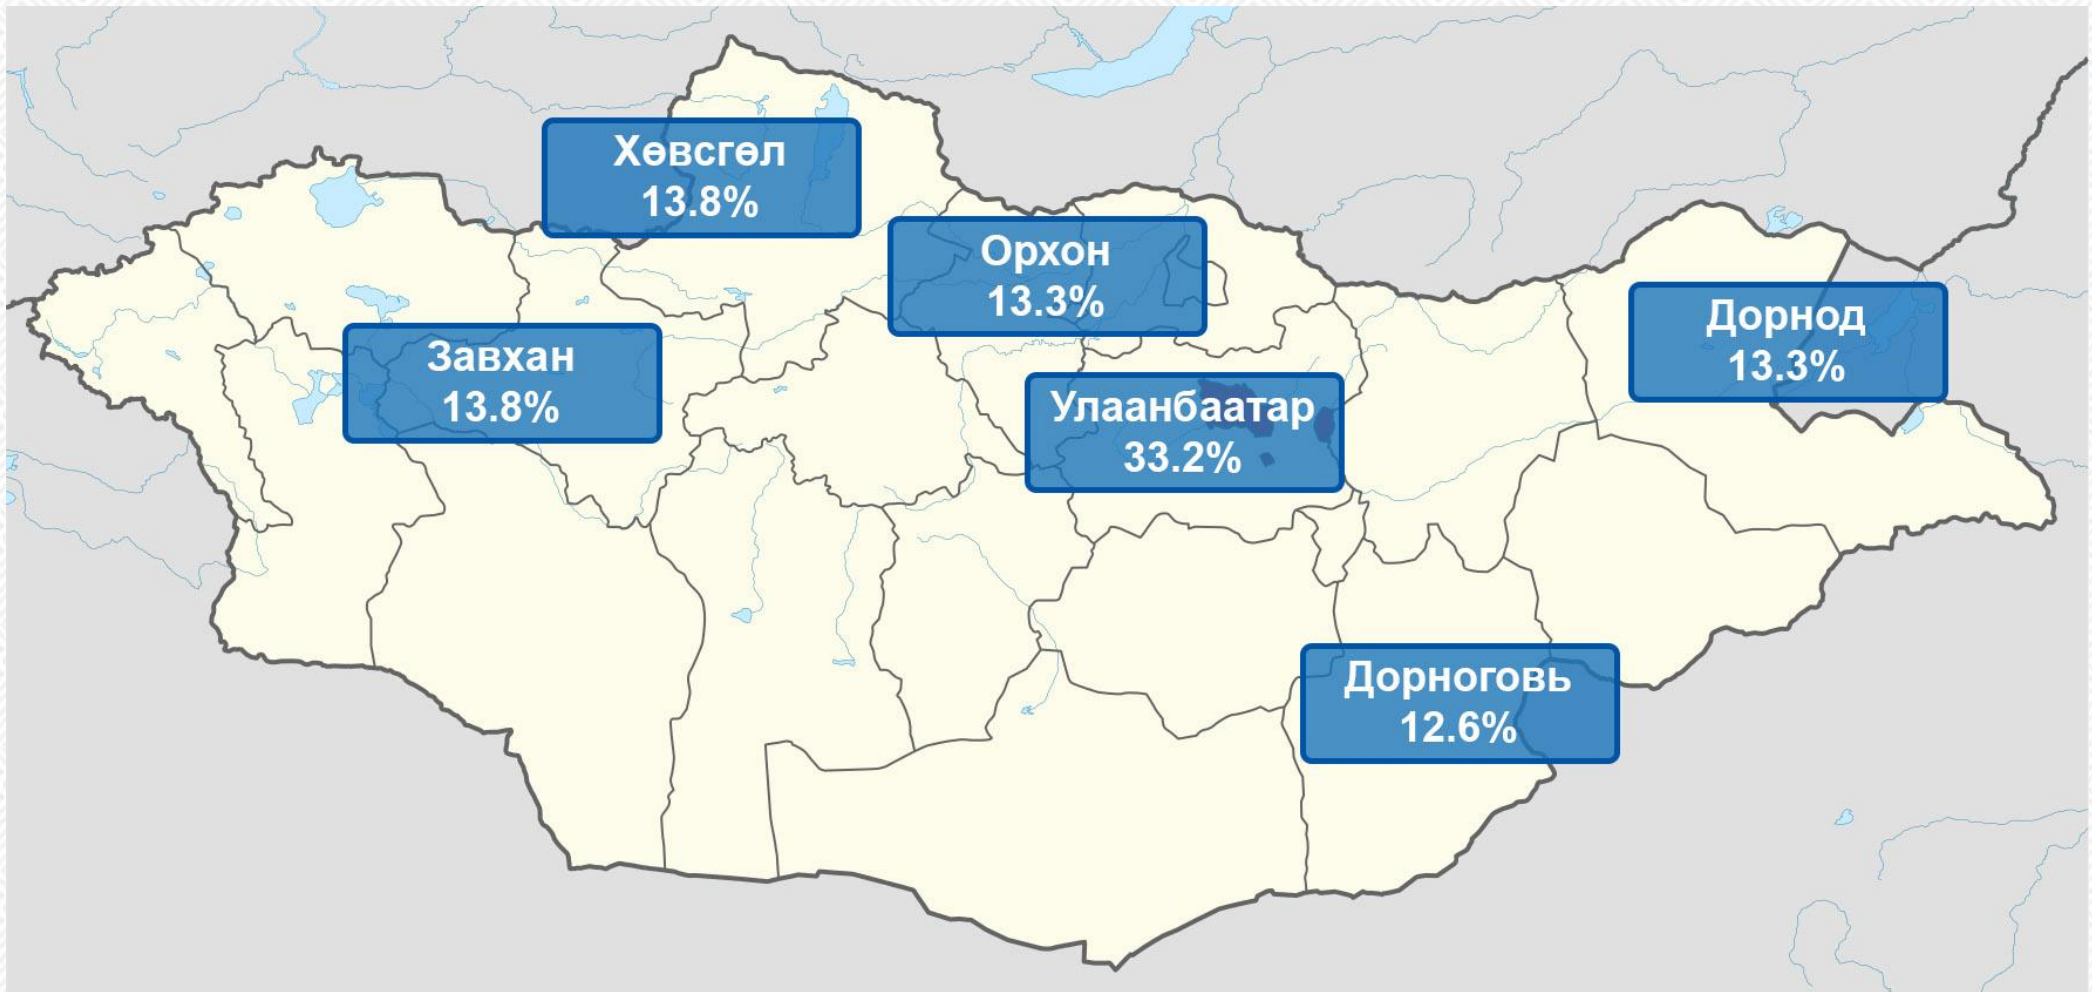 Хөвсгөл
13.8%
Орхон
13.3%
Дорнод
13.3%
Завхан
13.8%
Улаанбаатар
33.2%
Дорноговь
12.6%